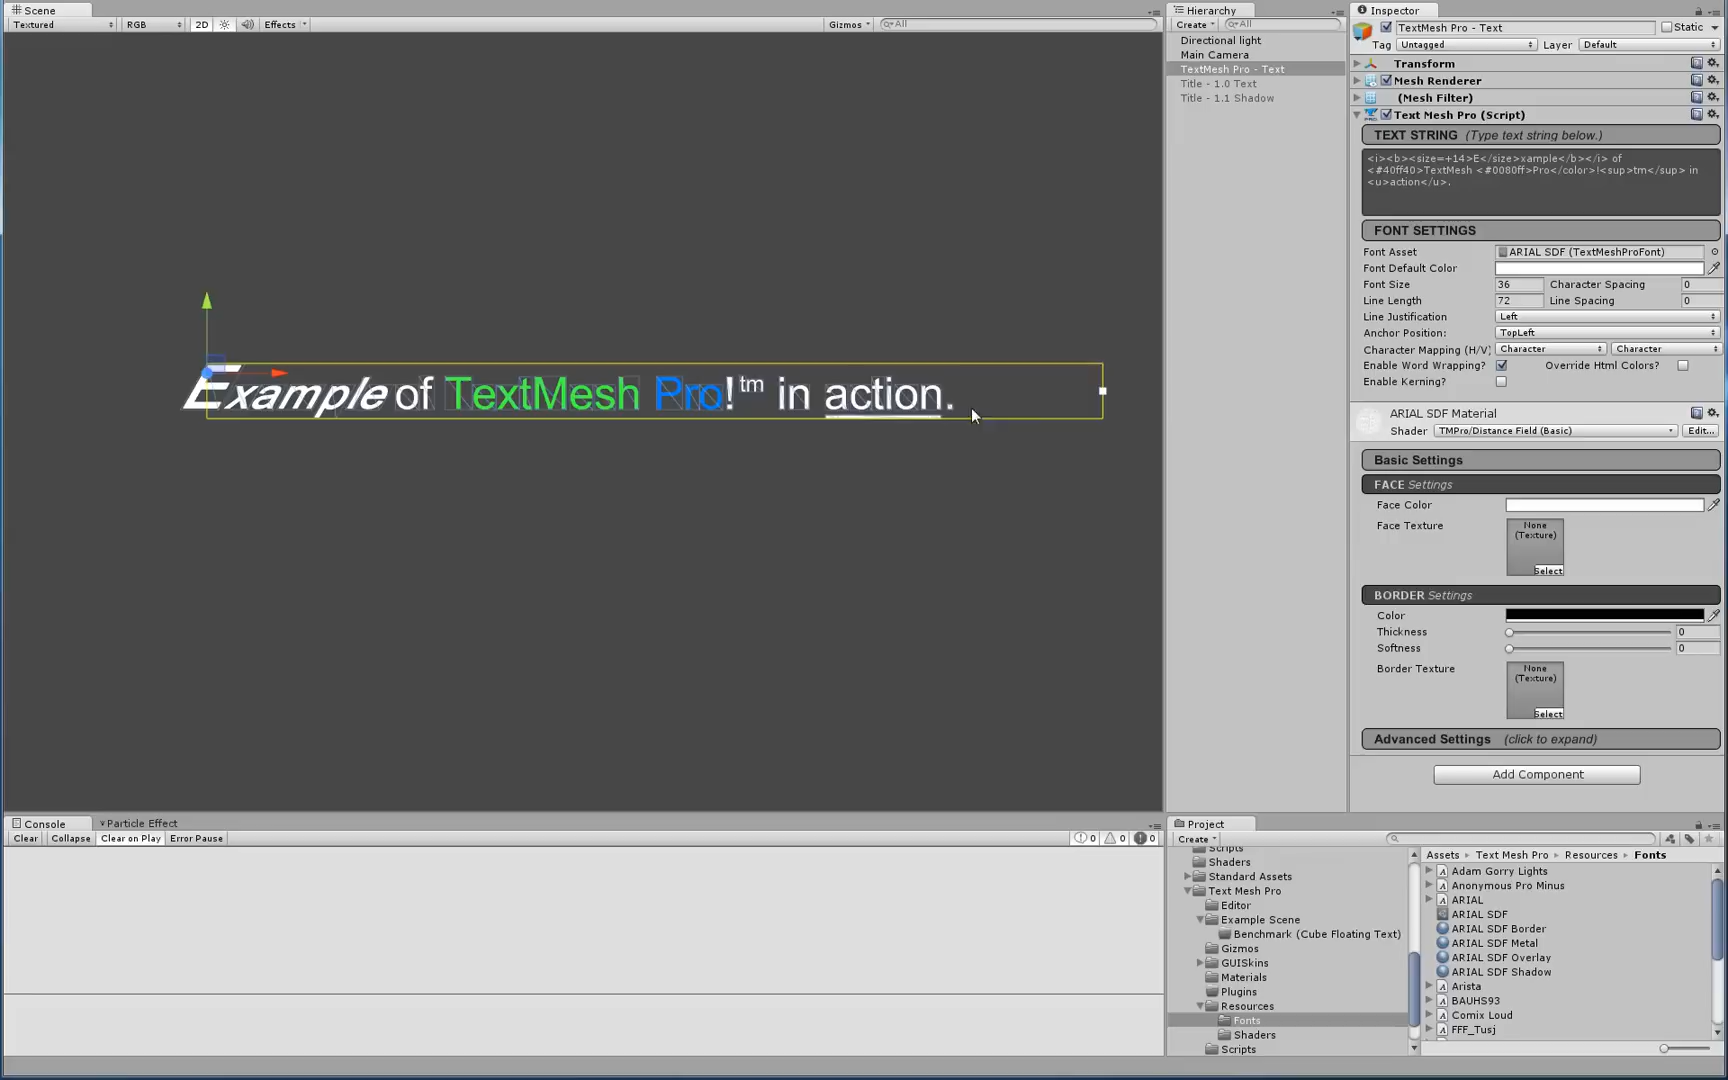 Scene
Textured RGB 2D Effects Gizmos All
Example of TextMesh Pro!tm in action.
Hierarchy
Create All
Directional light
Main Camera
TextMesh Pro - Text
Title - 1.0 Text
Title - 1.1 Shadow
Inspector
TextMesh Pro - Text Static
Tag Untagged Layer Default
Transform
Mesh Renderer
(Mesh Filter)
Text Mesh Pro (Script)
TEXT STRING (Type text string below.)
<i><b><size=+14>E</size>xample</b></i> of
<#40ff40>TextMesh <#0080ff>Pro</color>!<sup>tm</sup> in
<u>action</u>.
FONT SETTINGS
Font Asset ARIAL SDF (TextMeshProFont)
Font Default Color
Font Size 36 Character Spacing 0
Line Length 72 Line Spacing 0
Line Justification Left
Anchor Position: TopLeft
Character Mapping (H/V) Character Character
Enable Word Wrapping? Override Html Colors?
Enable Kerning?
ARIAL SDF Material
Shader TMPro/Distance Field (Basic) Edit...
Basic Settings
FACE Settings
Face Color
Face Texture None
(Texture)
Select
BORDER Settings
Color
Thickness 0
Softness 0
Border Texture None
(Texture)
Select
Advanced Settings (click to expand)
Add Component
Console Particle Effect
Clear Collapse Clear on Play Error Pause 0 0 0
Project
Create
Scripts
Shaders
Standard Assets
Text Mesh Pro
Editor
Example Scene
Benchmark (Cube Floating Text)
Gizmos
GUISkins
Materials
Plugins
Resources
Fonts
Shaders
Scripts
Assets Text Mesh Pro Resources Fonts
Adam Gorry Lights
Anonymous Pro Minus
ARIAL
ARIAL SDF
ARIAL SDF Border
ARIAL SDF Metal
ARIAL SDF Overlay
ARIAL SDF Shadow
Arista
BAUHS93
Comix Loud
FFF_Tusj